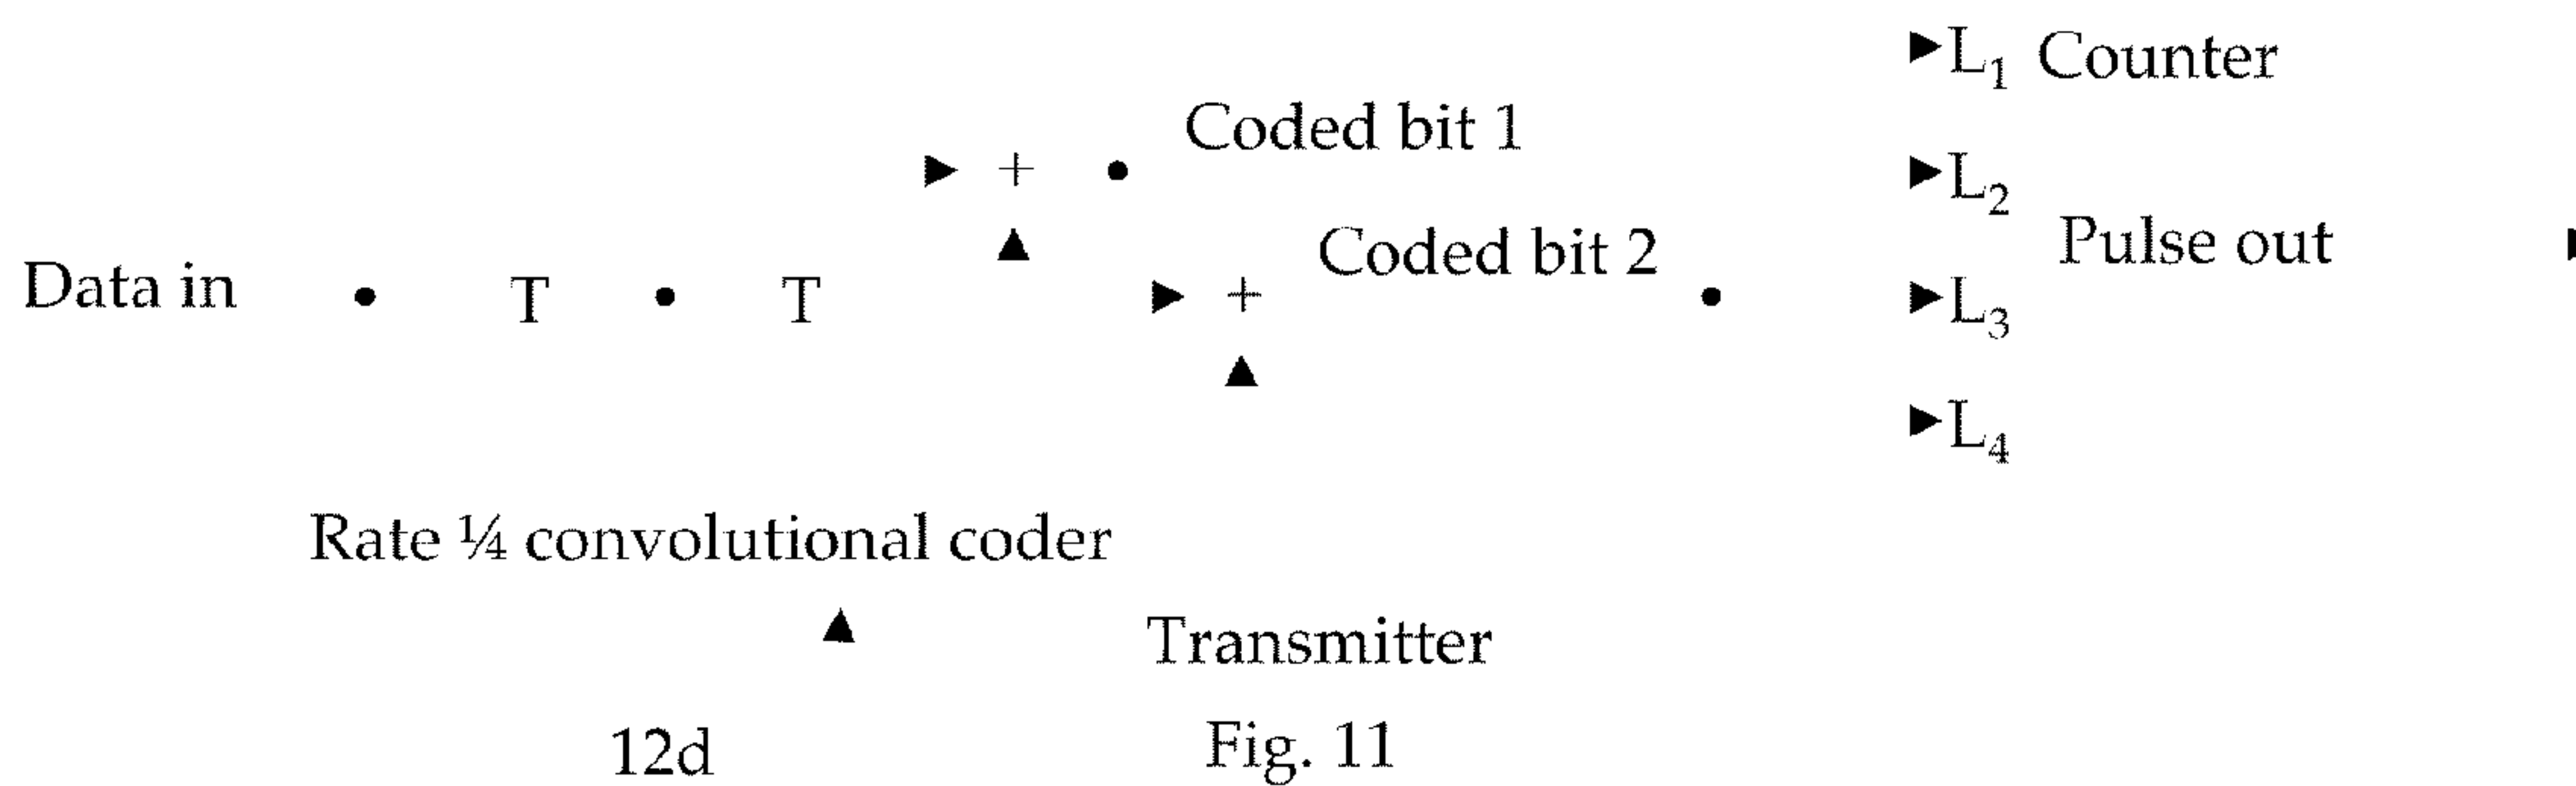 L₁ Counter
Coded bit 1
+
L₂
Coded bit 2
Pulse out
Data in
T
T
+
L₃
L₄
Rate ¼ convolutional coder
Transmitter
12d
Fig. 11